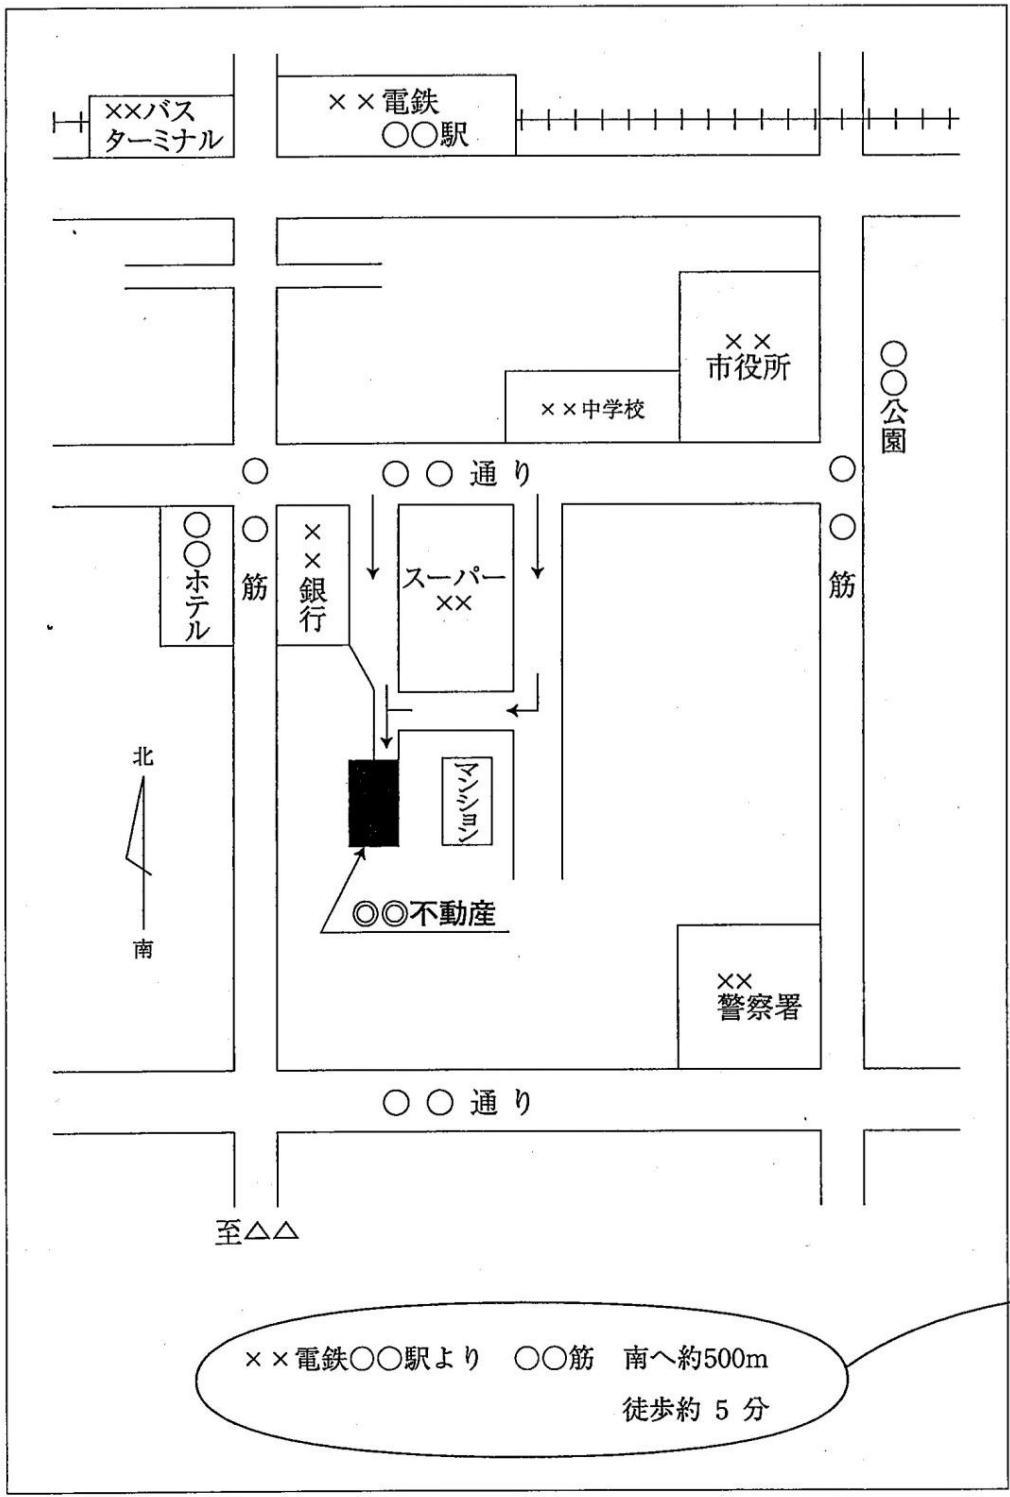 ××バス
ターミナル
××電鉄
○○駅
××
市役所
○○公園
××中学校
○○通り
○○筋
○○筋
○○ホテル
××銀行
スーパー
××
北
南
マンション
◎◎不動産
××
警察署
○○通り
至△△
××電鉄○○駅より ○○筋 南へ約500m
徒歩約 5 分